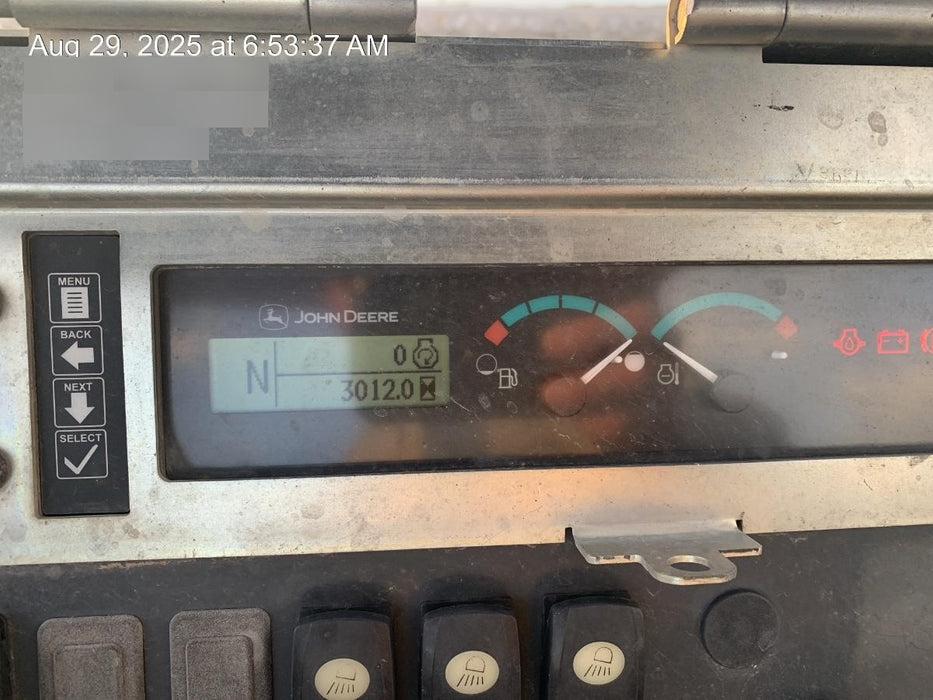 Aug 29, 2025 at 6:53:37 AM
MENU
BACK
NEXT
SELECT
JOHN DEERE
N
0
3012.0